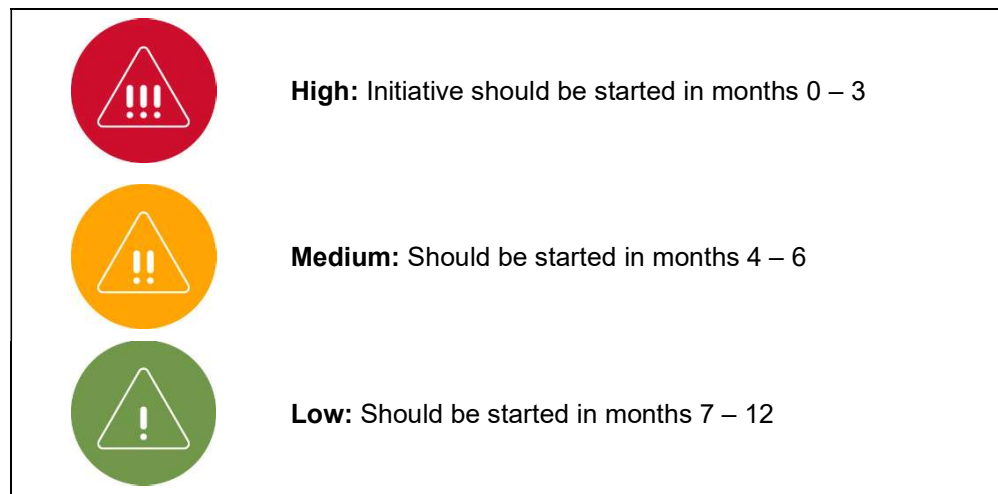 High: Initiative should be started in months 0 – 3
Medium: Should be started in months 4 – 6
Low: Should be started in months 7 – 12